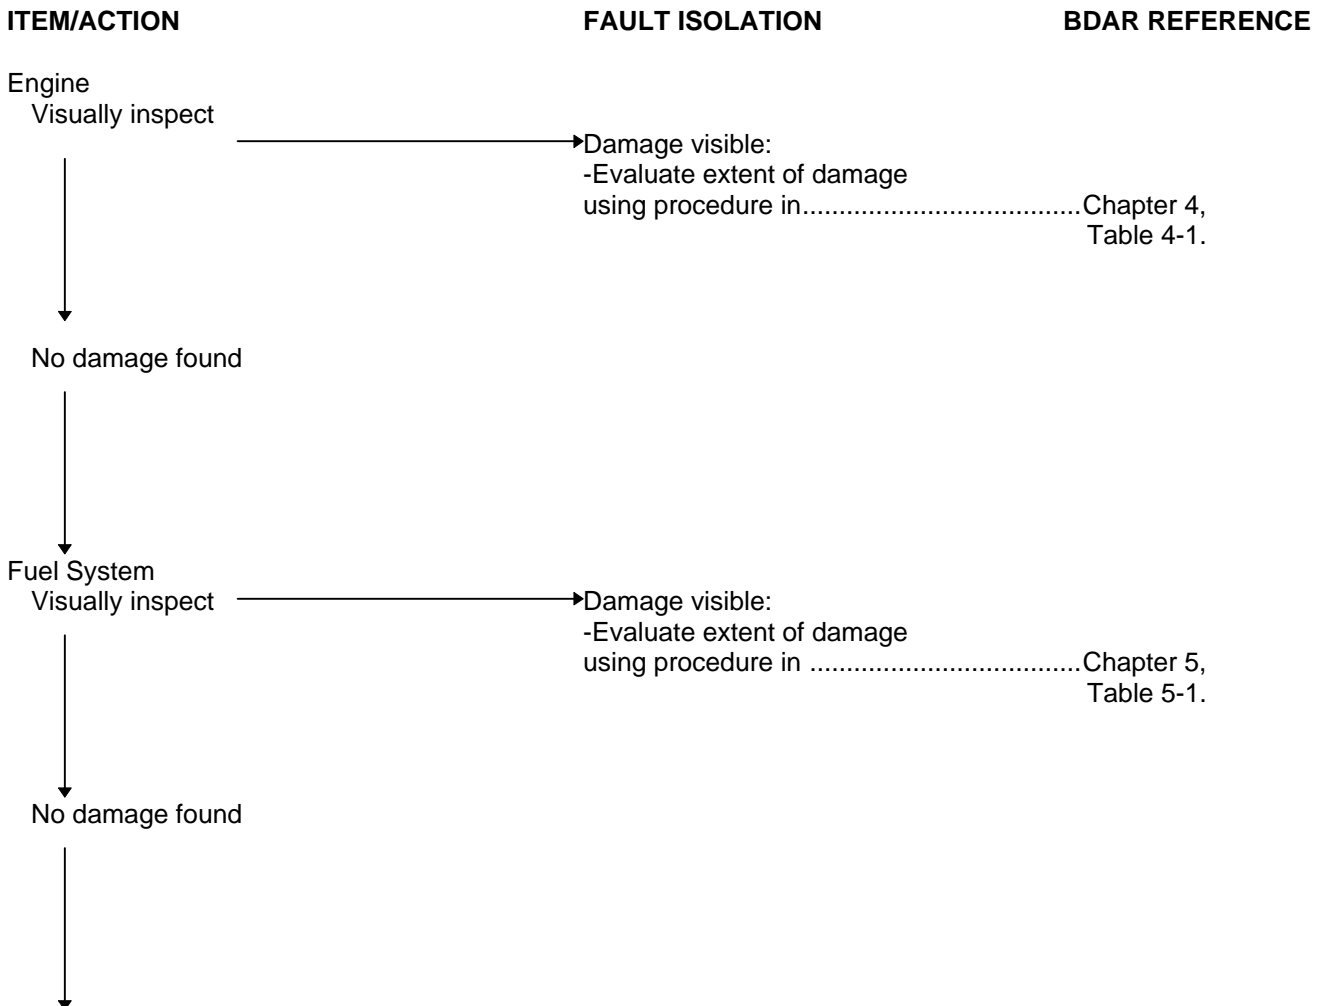 ITEM/ACTION FAULT ISOLATION BDAR REFERENCE
Engine
Visually inspect
Damage visible:
-Evaluate extent of damage
using procedure in......................................Chapter 4,
Table 4-1.
No damage found
Fuel System
Visually inspect Damage visible:
-Evaluate extent of damage
using procedure in .....................................Chapter 5,
Table 5-1.
No damage found